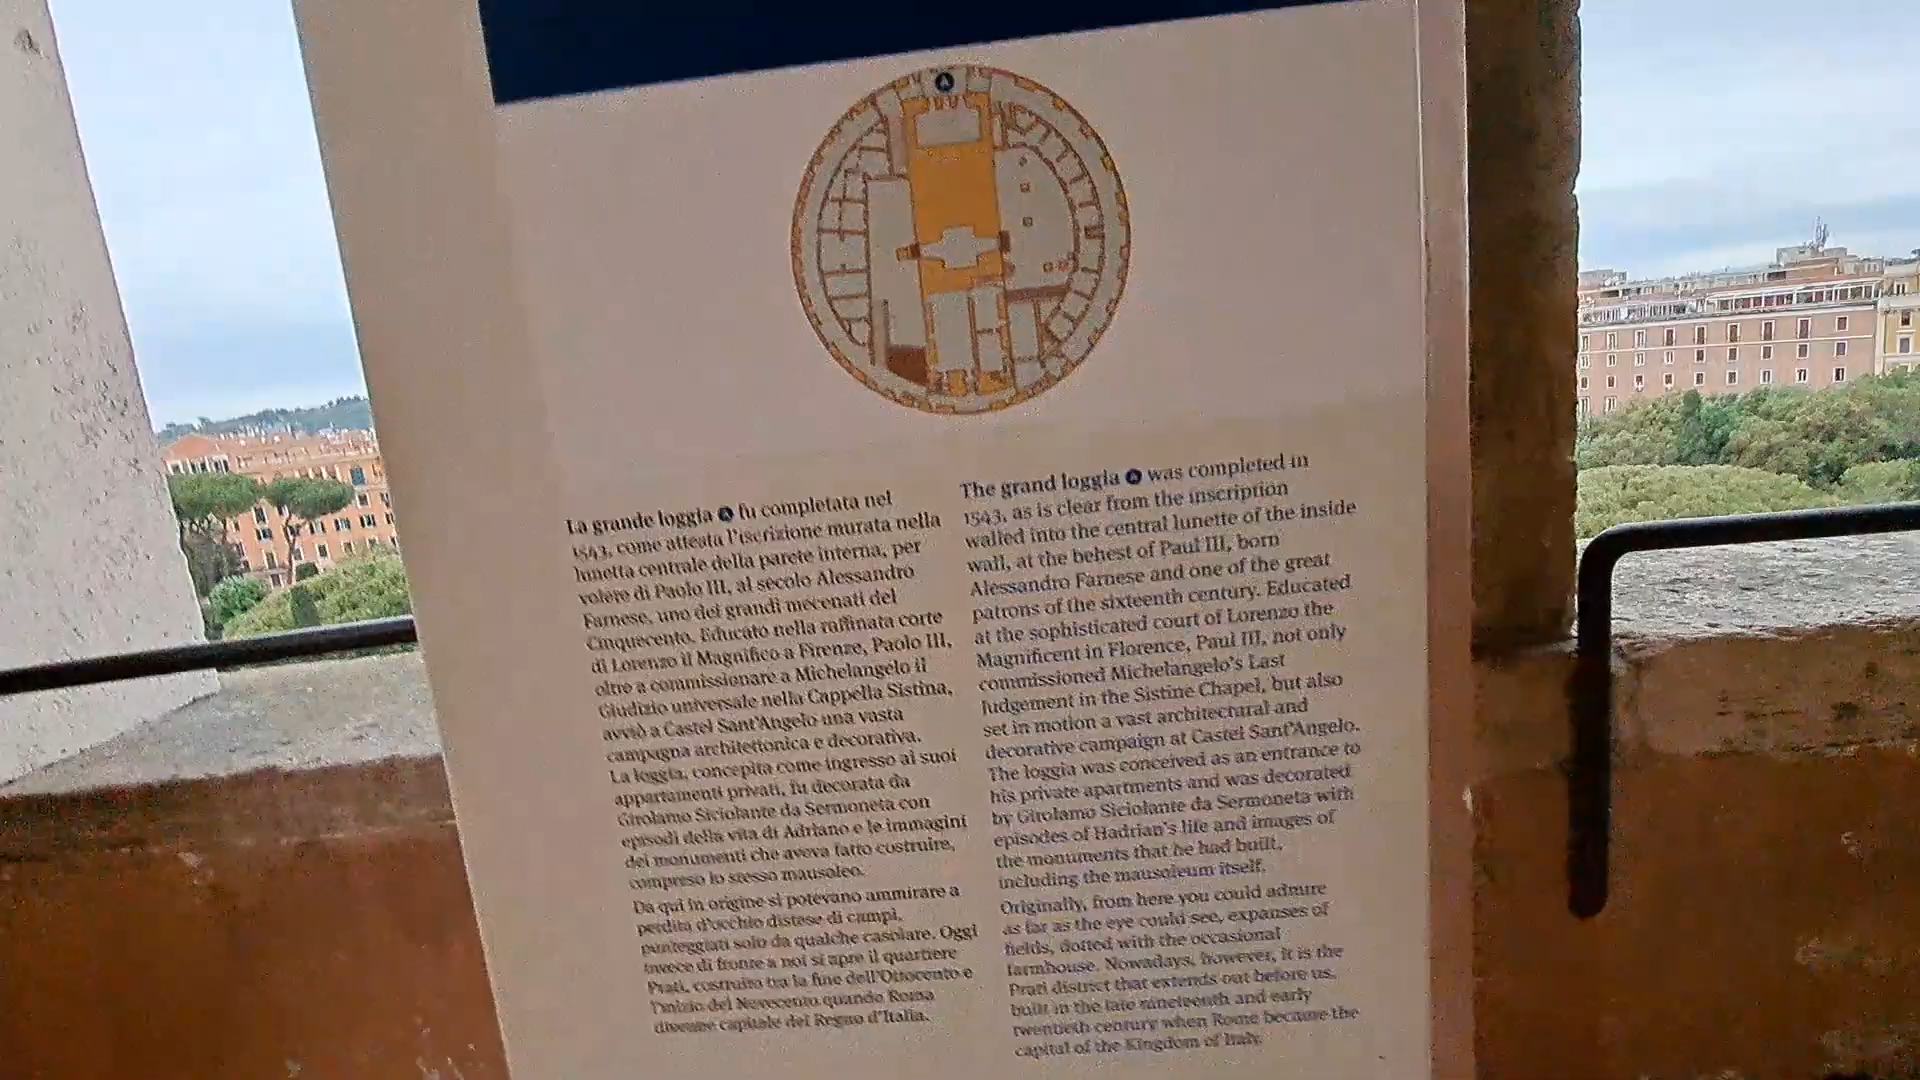 A
La grande loggia A fu completata nel
1543, come attesta l'iscrizione murata nella
lunetta centrale della parete interna, per
volere di Paolo III, al secolo Alessandro
Farnese, uno dei grandi mecenati del
Cinquecento. Educato nella raffinata corte
di Lorenzo il Magnifico a Firenze, Paolo III,
oltre a commissionare a Michelangelo il
Giudizio universale nella Cappella Sistina,
avviò a Castel Sant'Angelo una vasta
campagna architettonica e decorativa.
La loggia, concepita come ingresso ai suoi
appartamenti privati, fu decorata da
Girolamo Siciolante da Sermoneta con
episodi della vita di Adriano e le immagini
dei monumenti che aveva fatto costruire,
compreso lo stesso mausoleo.
Da qui in origine si potevano ammirare a
perdita d'occhio distese di campi,
punteggiati solo da qualche casolare. Oggi
invece di fronte a noi si apre il quartiere
Prati, costruito tra la fine dell'Ottocento e
l'inizio del Novecento quando Roma
divenne capitale del Regno d'Italia.
The grand loggia A was completed in
1543, as is clear from the inscription
walled into the central lunette of the inside
wall, at the behest of Paul III, born
Alessandro Farnese and one of the great
patrons of the sixteenth century. Educated
at the sophisticated court of Lorenzo the
Magnificent in Florence, Paul III, not only
commissioned Michelangelo's Last
Judgement in the Sistine Chapel, but also
set in motion a vast architectural and
decorative campaign at Castel Sant'Angelo.
The loggia was conceived as an entrance to
his private apartments and was decorated
by Girolamo Siciolante da Sermoneta with
episodes of Hadrian's life and images of
the monuments that he had built,
including the mausoleum itself.
Originally, from here you could admire
as far as the eye could see, expanses of
fields, dotted with the occasional
farmhouse. Nowadays, however, it is the
Prati district that extends out before us,
built in the late nineteenth and early
twentieth century when Rome became the
capital of the Kingdom of Italy.